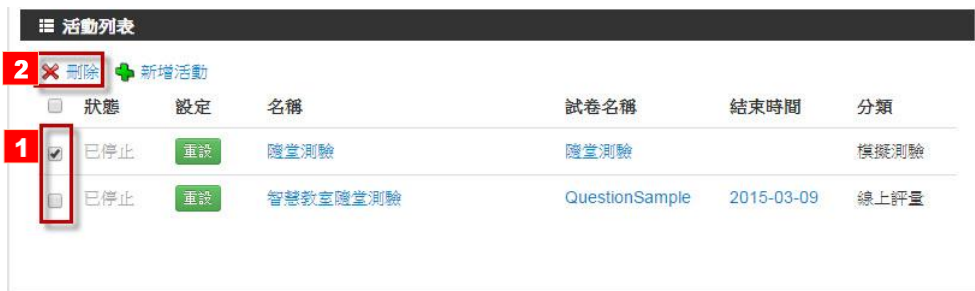 活動列表
2 刪除 新增活動
狀態 設定 名稱 試卷名稱 結束時間 分類
1 已停止 重設 隨堂測驗 隨堂測驗 模擬測驗
已停止 重設 智慧教室隨堂測驗 QuestionSample 2015-03-09 線上評量